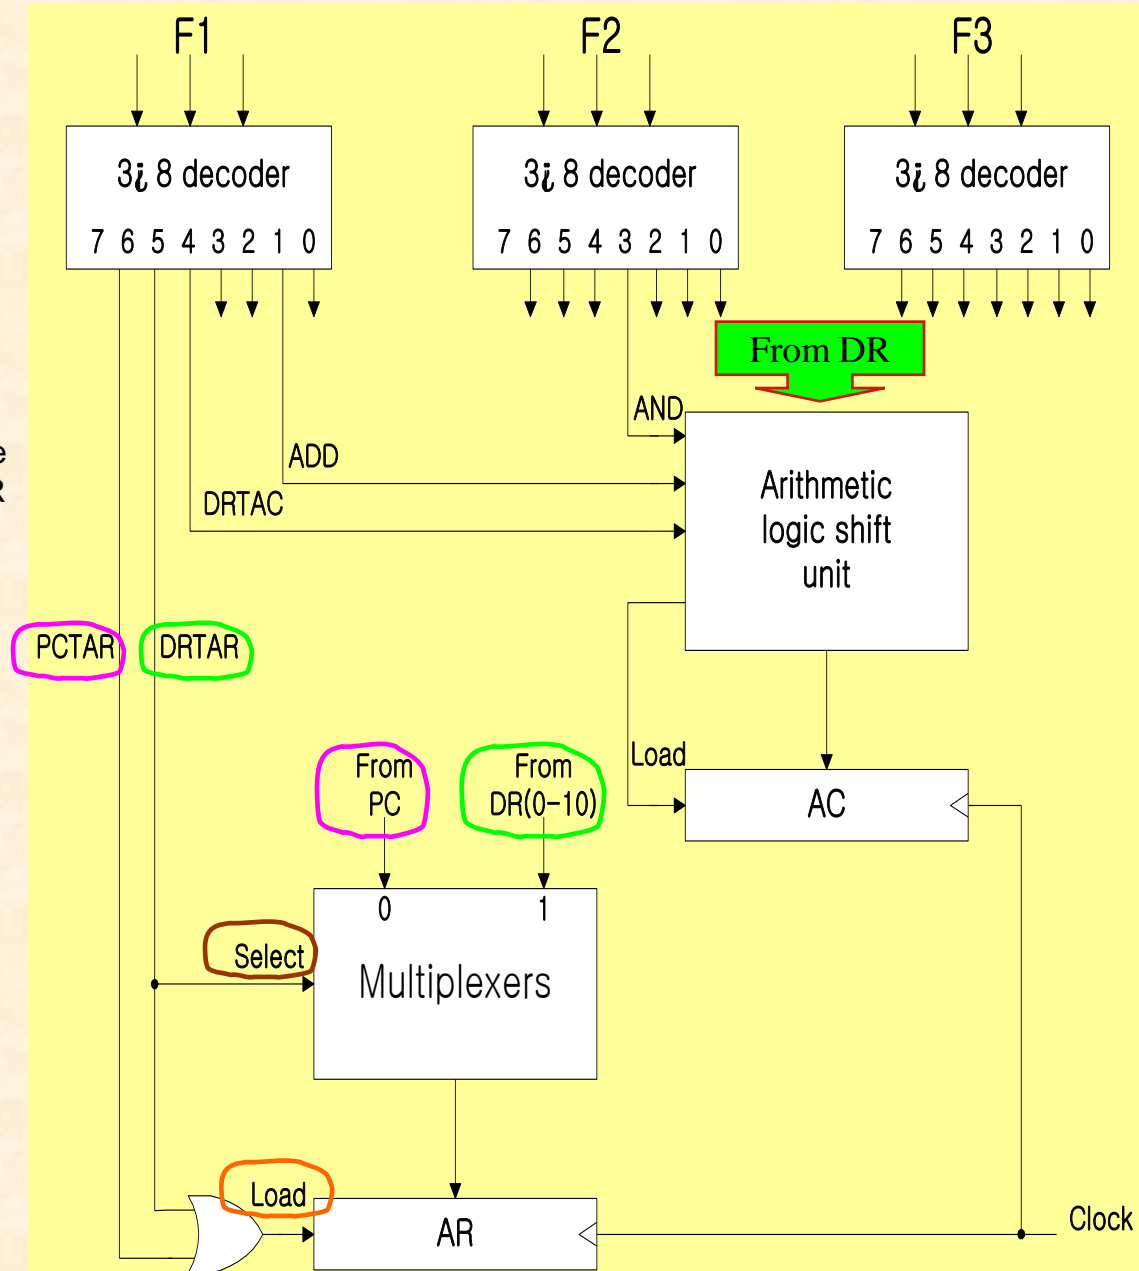 F1 F2 F3
3¿ 8 decoder 3¿ 8 decoder 3¿ 8 decoder
7 6 5 4 3 2 1 0 7 6 5 4 3 2 1 0 7 6 5 4 3 2 1 0
From DR
AND
e
ADD
R
DRTAC
Arithmetic
logic shift
unit
PCTAR DRTAR
From
PC
From
DR(0-10)
Load
AC
0 1
Select
Multiplexers
Load
AR
Clock